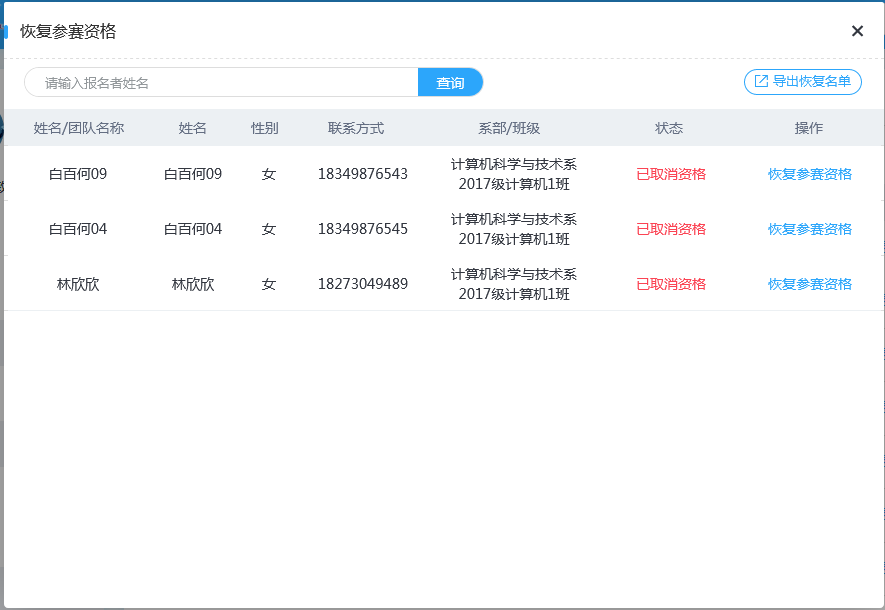 恢复参赛资格
请输入报名者姓名 查询 导出恢复名单
姓名/团队名称 姓名 性别 联系方式 系部/班级 状态 操作
白百何09 白百何09 女 18349876543 计算机科学与技术系 2017级计算机1班 已取消资格 恢复参赛资格
白百何04 白百何04 女 18349876545 计算机科学与技术系 2017级计算机1班 已取消资格 恢复参赛资格
林欣欣 林欣欣 女 18273049489 计算机科学与技术系 2017级计算机1班 已取消资格 恢复参赛资格